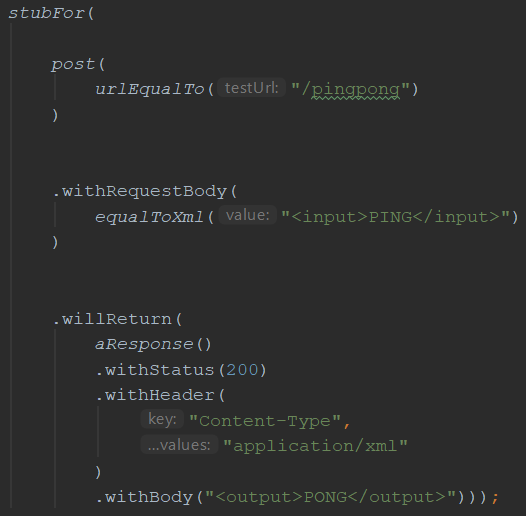 stubFor(
post(
urlEqualTo( testUrl: "/pingpong")
)
.withRequestBody(
equalToXml( value: "<input>PING</input>")
)
.willReturn(
aResponse()
.withStatus(200)
.withHeader(
key: "Content-Type",
...values: "application/xml"
)
.withBody("<output>PONG</output>")));